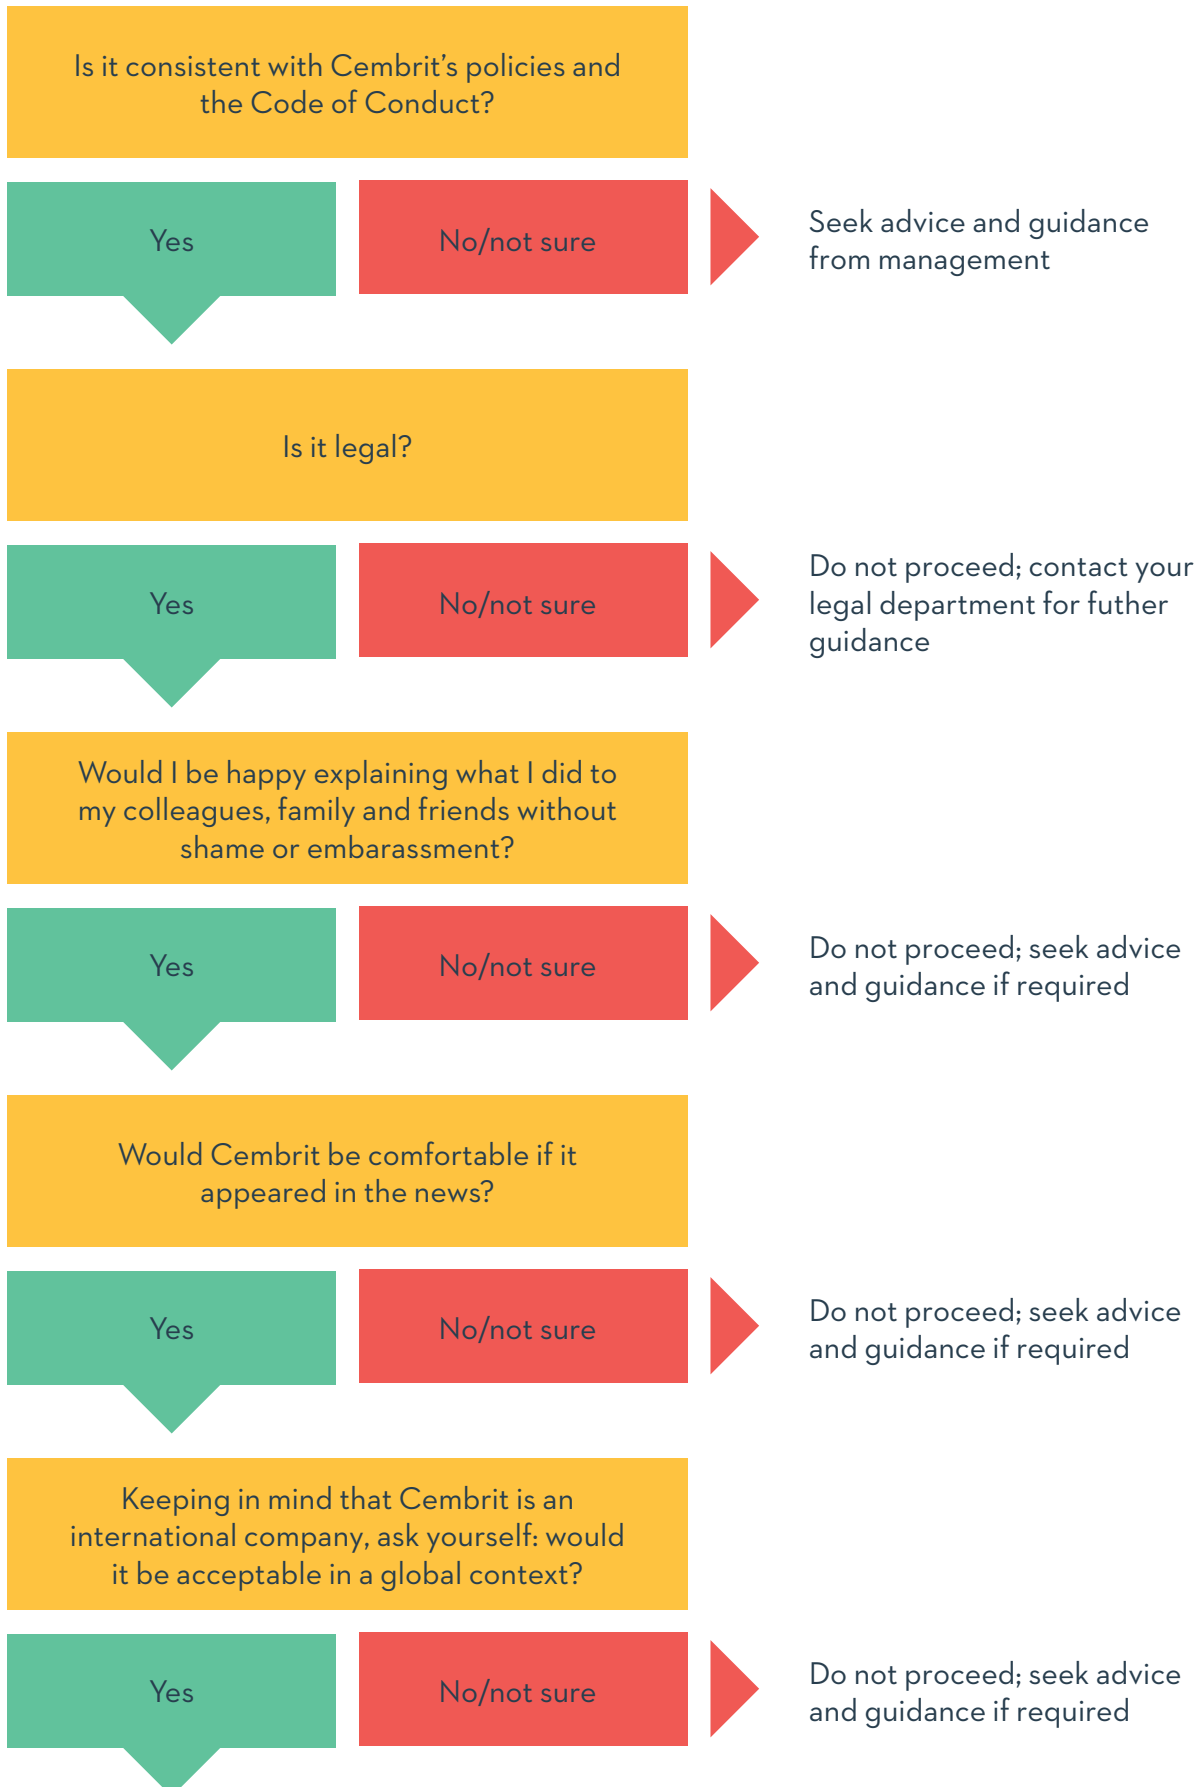 Is it consistent with Cembrit’s policies and
the Code of Conduct?
Yes
No/not sure
Seek advice and guidance
from management
Is it legal?
Yes
No/not sure
Do not proceed; contact your
legal department for futher
guidance
Would I be happy explaining what I did to
my colleagues, family and friends without
shame or embarassment?
Yes
No/not sure
Do not proceed; seek advice
and guidance if required
Would Cembrit be comfortable if it
appeared in the news?
Yes
No/not sure
Do not proceed; seek advice
and guidance if required
Keeping in mind that Cembrit is an
international company, ask yourself: would
it be acceptable in a global context?
Yes
No/not sure
Do not proceed; seek advice
and guidance if required